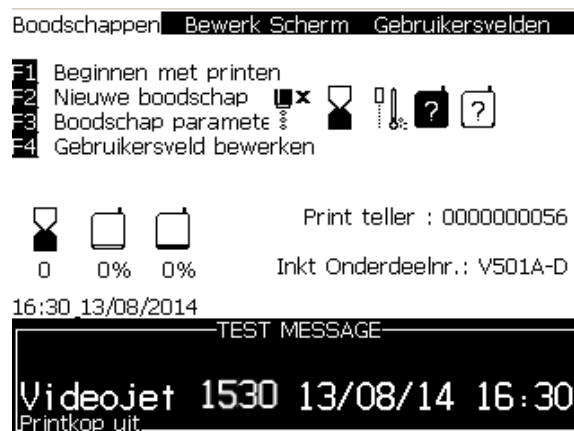 Boodschappen Bewerk Scherm Gebruikersvelden
F1 Beginnen met printen
F2 Nieuwe boodschap
F3 Boodschap paramete
F4 Gebruikersveld bewerken
? ?
Print teller : 0000000056
0 0% 0% Inkt Onderdeelnr.: V501A-D
16:30 13/08/2014
TEST MESSAGE
Videojet 1530 13/08/14 16:30
Printkop uit